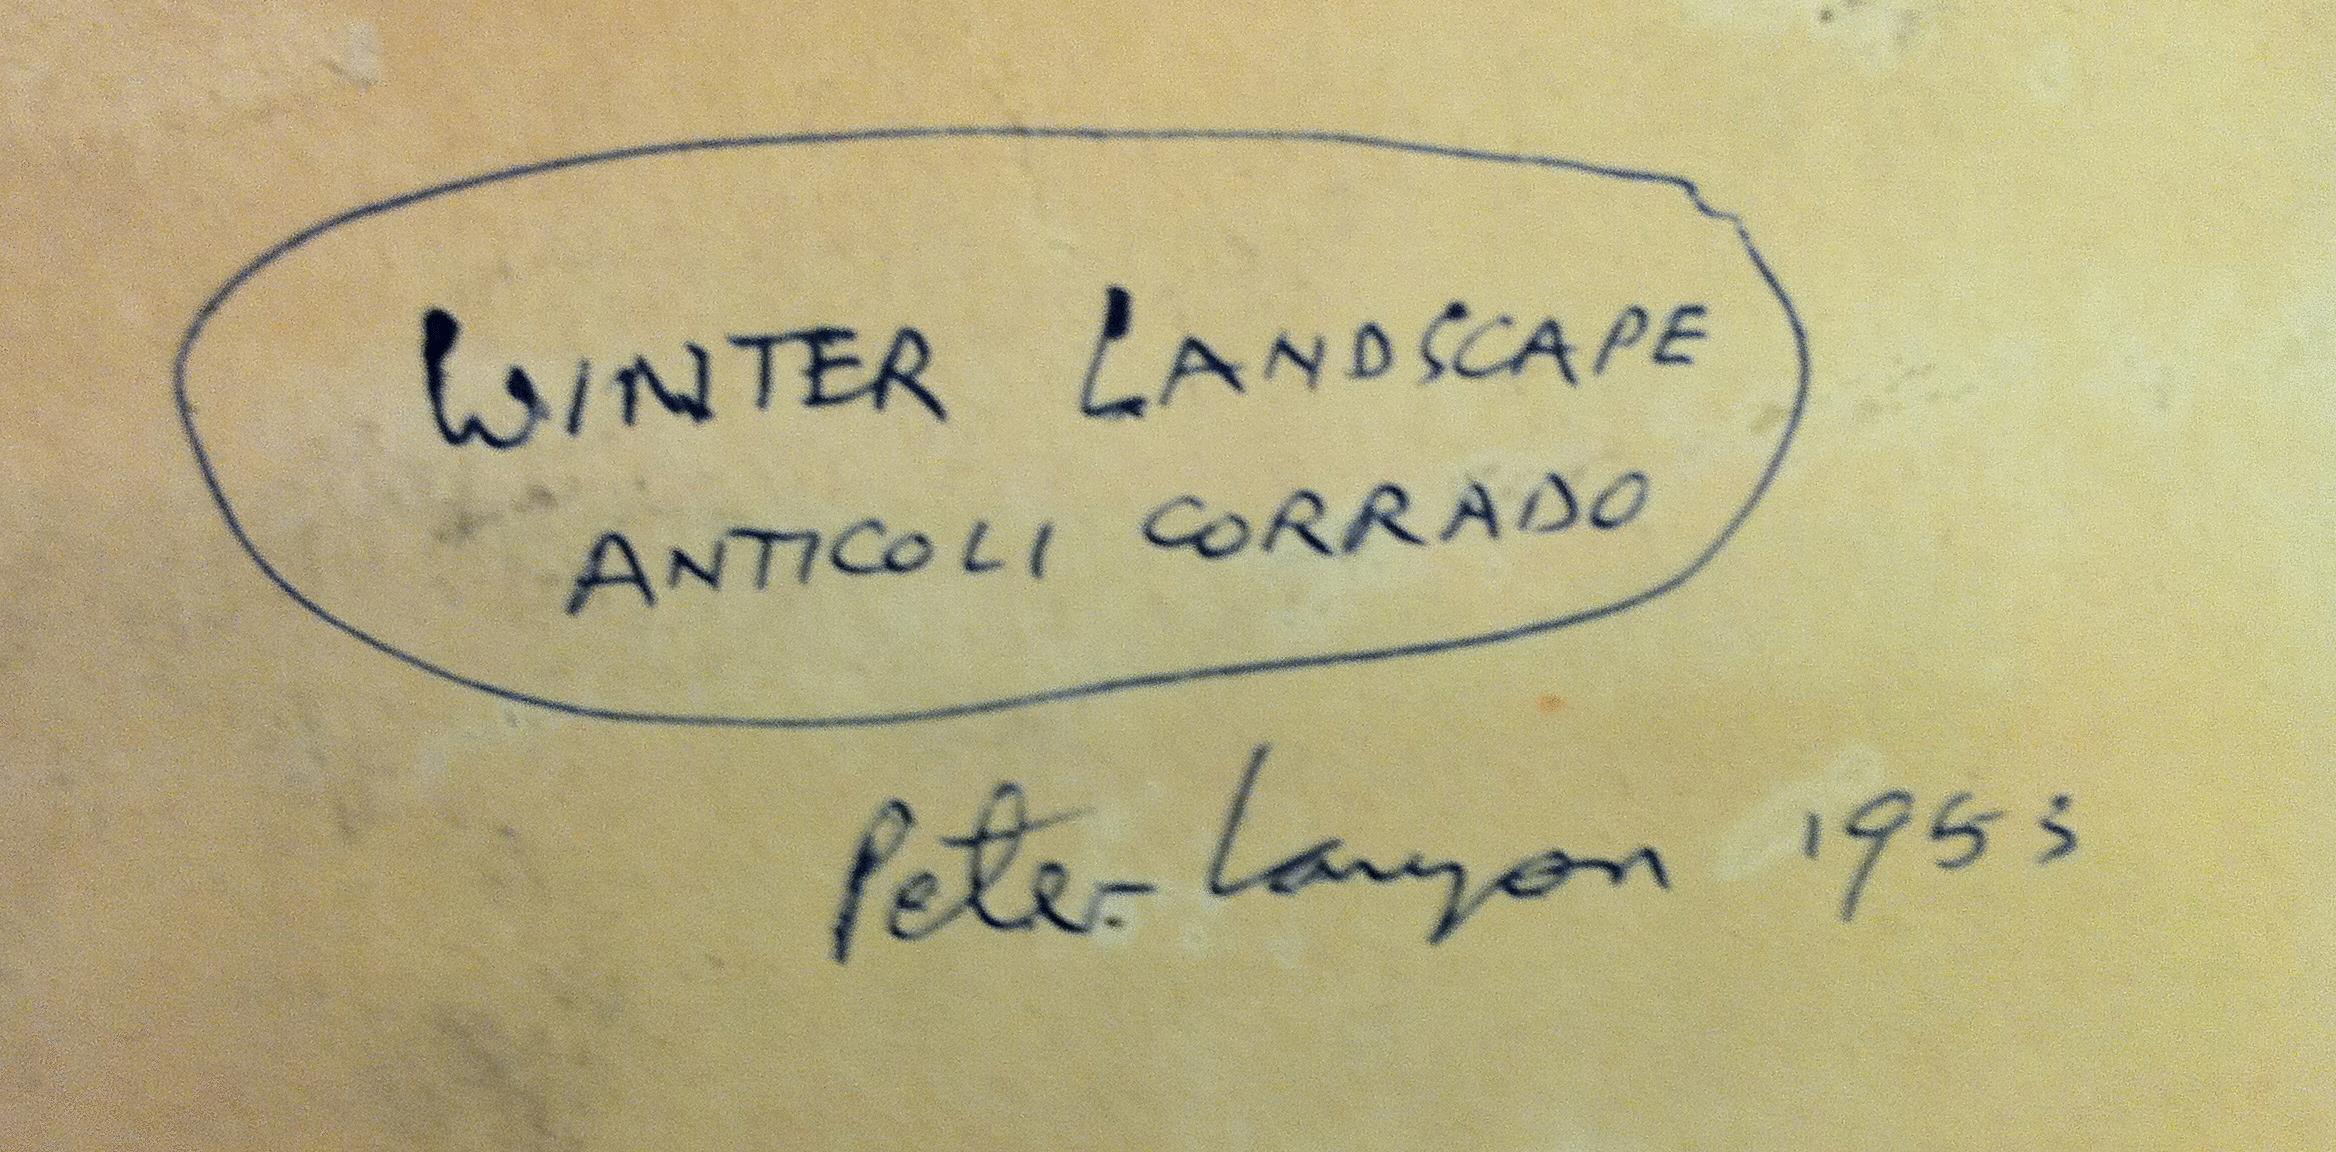 WINTER LANDSCAPE
ANTICOLI CORRADO
Peter Lanyon 1953